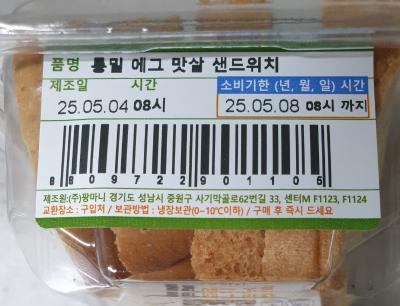 품명 통밀 에그 맛살 샌드위치
제조일 시간 소비기한 (년, 월, 일) 시간
25.05.04 08시 25.05.08 08시 까지
8809722901105
제조원:(주)팡마니 경기도 성남시 중원구 사기막골로62번길 33, 센터M F1123, F1124
교환장소 : 구입처 / 보관방법 : 냉장보관(0~10℃이하) / 구매 후 즉시 드세요